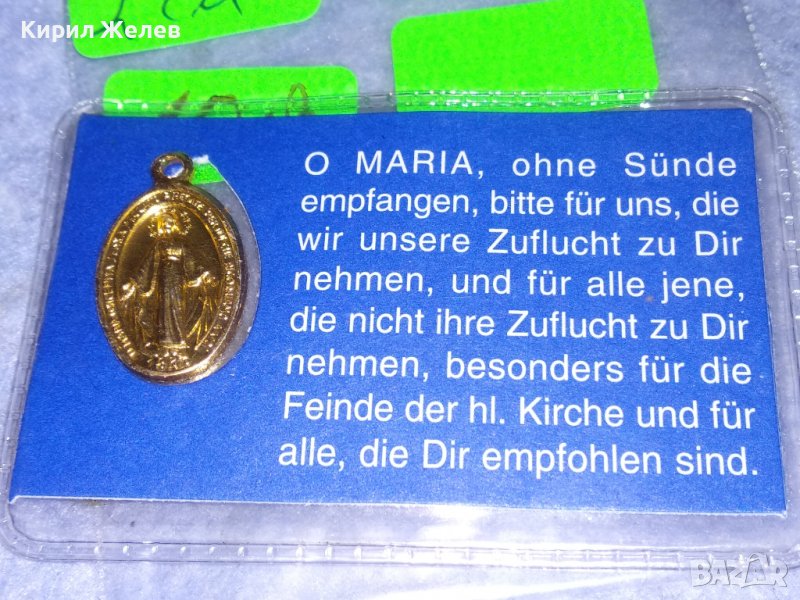 Кирил Желев
O MARIA, ohne Sünde
empfangen, bitte für uns, die
wir unsere Zuflucht zu Dir
nehmen, und für alle jene,
die nicht ihre Zuflucht zu Dir
nehmen, besonders für die
Feinde der hl. Kirche und für
alle, die Dir empfohlen sind.
BAZAR